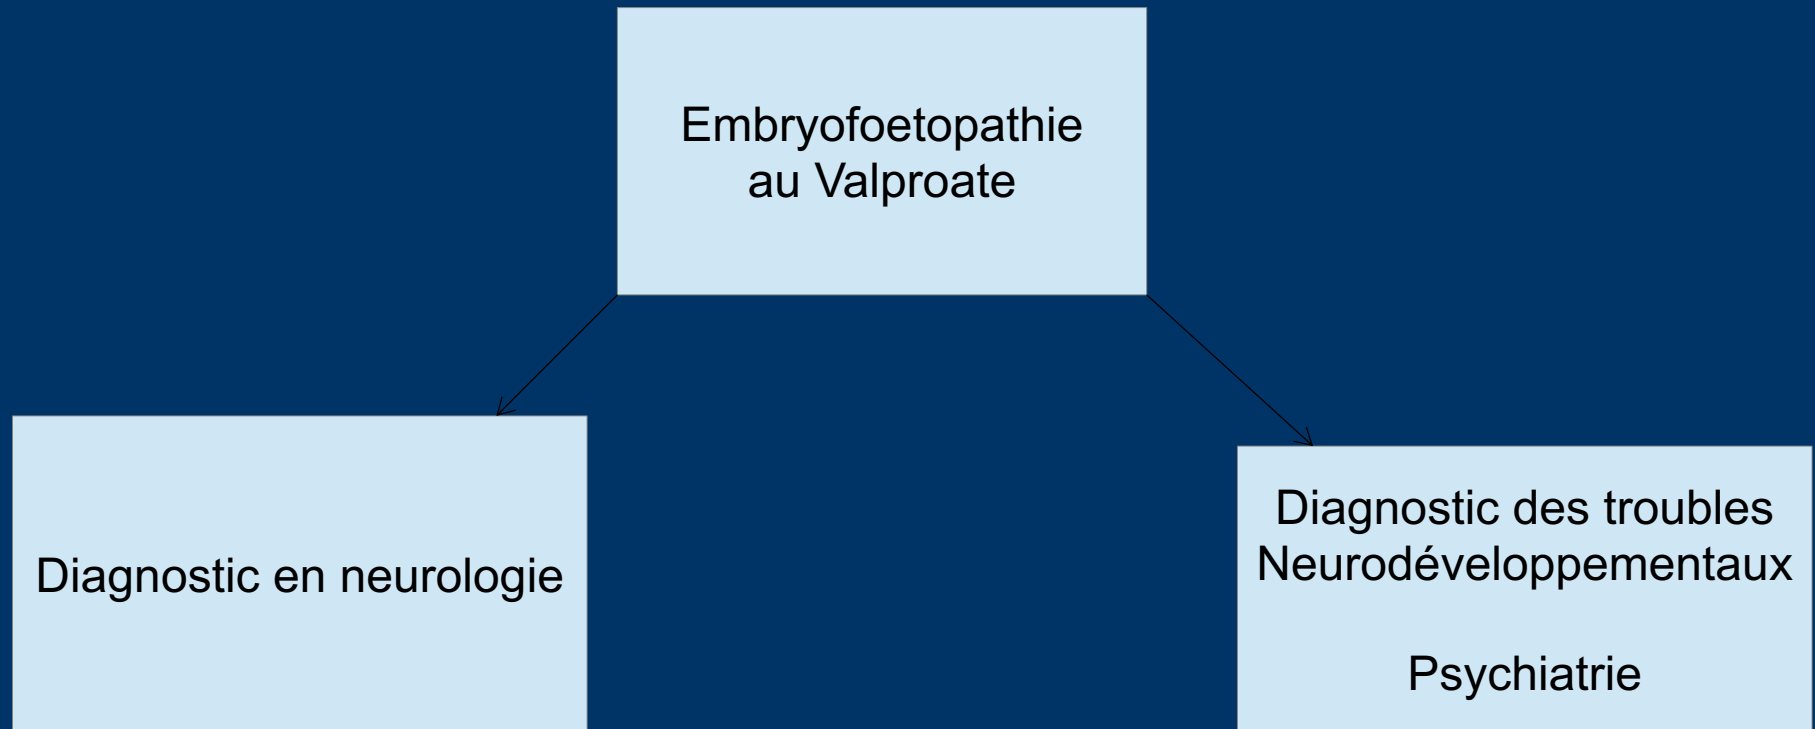 Embryofoetopathie
au Valproate
Diagnostic en neurologie
Diagnostic des troubles
Neurodéveloppementaux
Psychiatrie